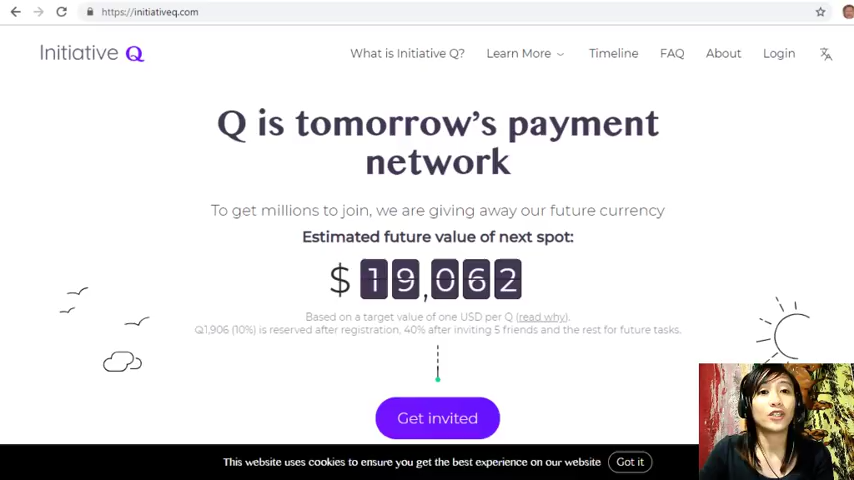 https://initiativeq.com
Initiative Q
What is Initiative Q? Learn More Timeline FAQ About Login
Q is tomorrow's payment
network
To get millions to join, we are giving away our future currency
Estimated future value of next spot:
$ 19,062
Based on a target value of one USD per Q (read why).
Q1,906 (10%) is reserved after registration, 40% after inviting 5 friends and the rest for future tasks.
Get invited
This website uses cookies to ensure you get the best experience on our website Got it